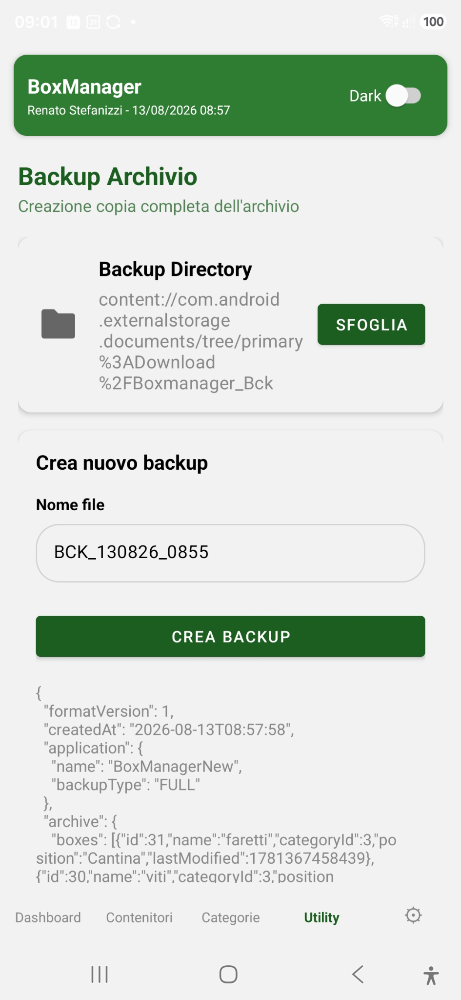 09:01 13 31 6 100
BoxManager
Renato Stefanizzi - 13/08/2026 08:57
Dark
Backup Archivio
Creazione copia completa dell'archivio
Backup Directory
content://com.android
.externalstorage
.documents/tree/primary
%3ADownload
%2FBoxmanager_Bck
SFOGLIA
Crea nuovo backup
Nome file
BCK_130826_0855
CREA BACKUP
{
"formatVersion": 1,
"createdAt": "2026-08-13T08:57:58",
"application": {
"name": "BoxManagerNew",
"backupType": "FULL"
},
"archive": {
"boxes": [{"id":31,"name":"faretti","categoryId":3,"po
sition":"Cantina","lastModified":1781367458439},
{"id":30,"name":"viti","categoryId":3,"position
Dashboard Contenitori Categorie Utility